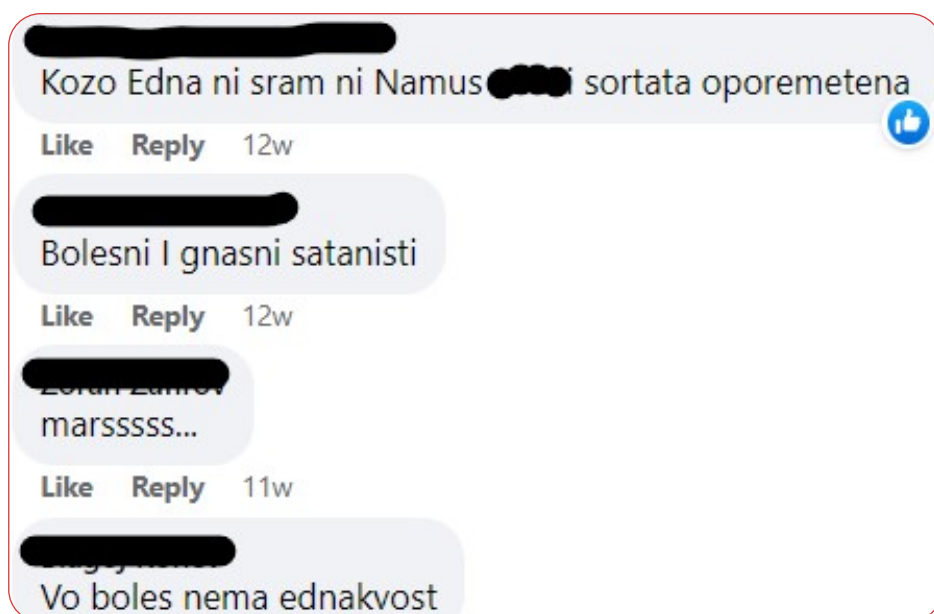 Kozo Edna ni sram ni Namus sortata oporemetena
Like Reply 12w
Bolesni I gnasni satanisti
Like Reply 12w
marsssss...
Like Reply 11w
Vo boles nema ednakvost